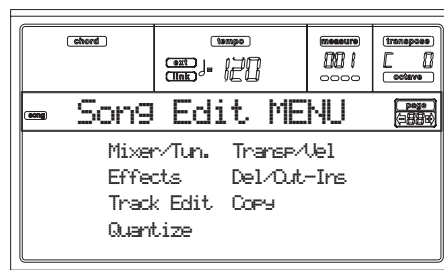 chord tempo measure transpose
ext link ♩= 120 001 C 0
octave
song Song Edit MENU page
Mixer/Tun. Transp/Vel
Effects Del/Cut-Ins
Track Edit Copy
Quantize